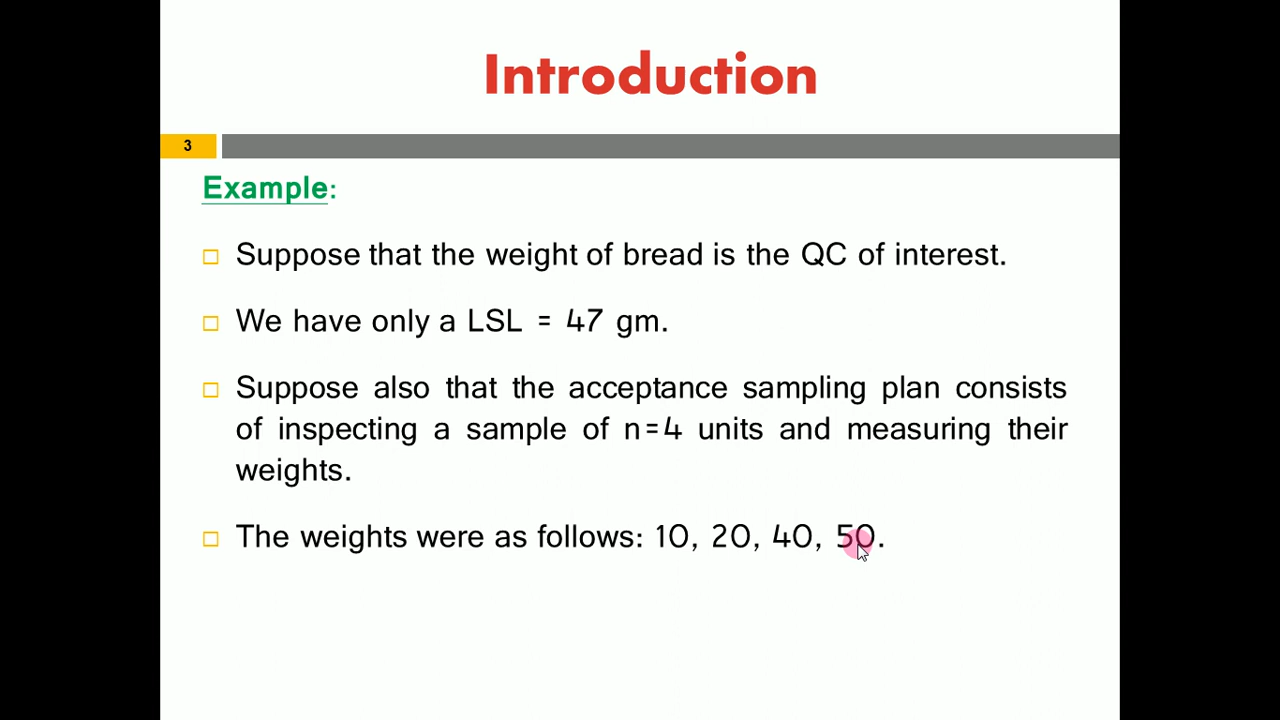 Introduction
3
Example:
Suppose that the weight of bread is the QC of interest.
We have only a LSL = 47 gm.
Suppose also that the acceptance sampling plan consists
of inspecting a sample of n=4 units and measuring their
weights.
The weights were as follows: 10, 20, 40, 50.